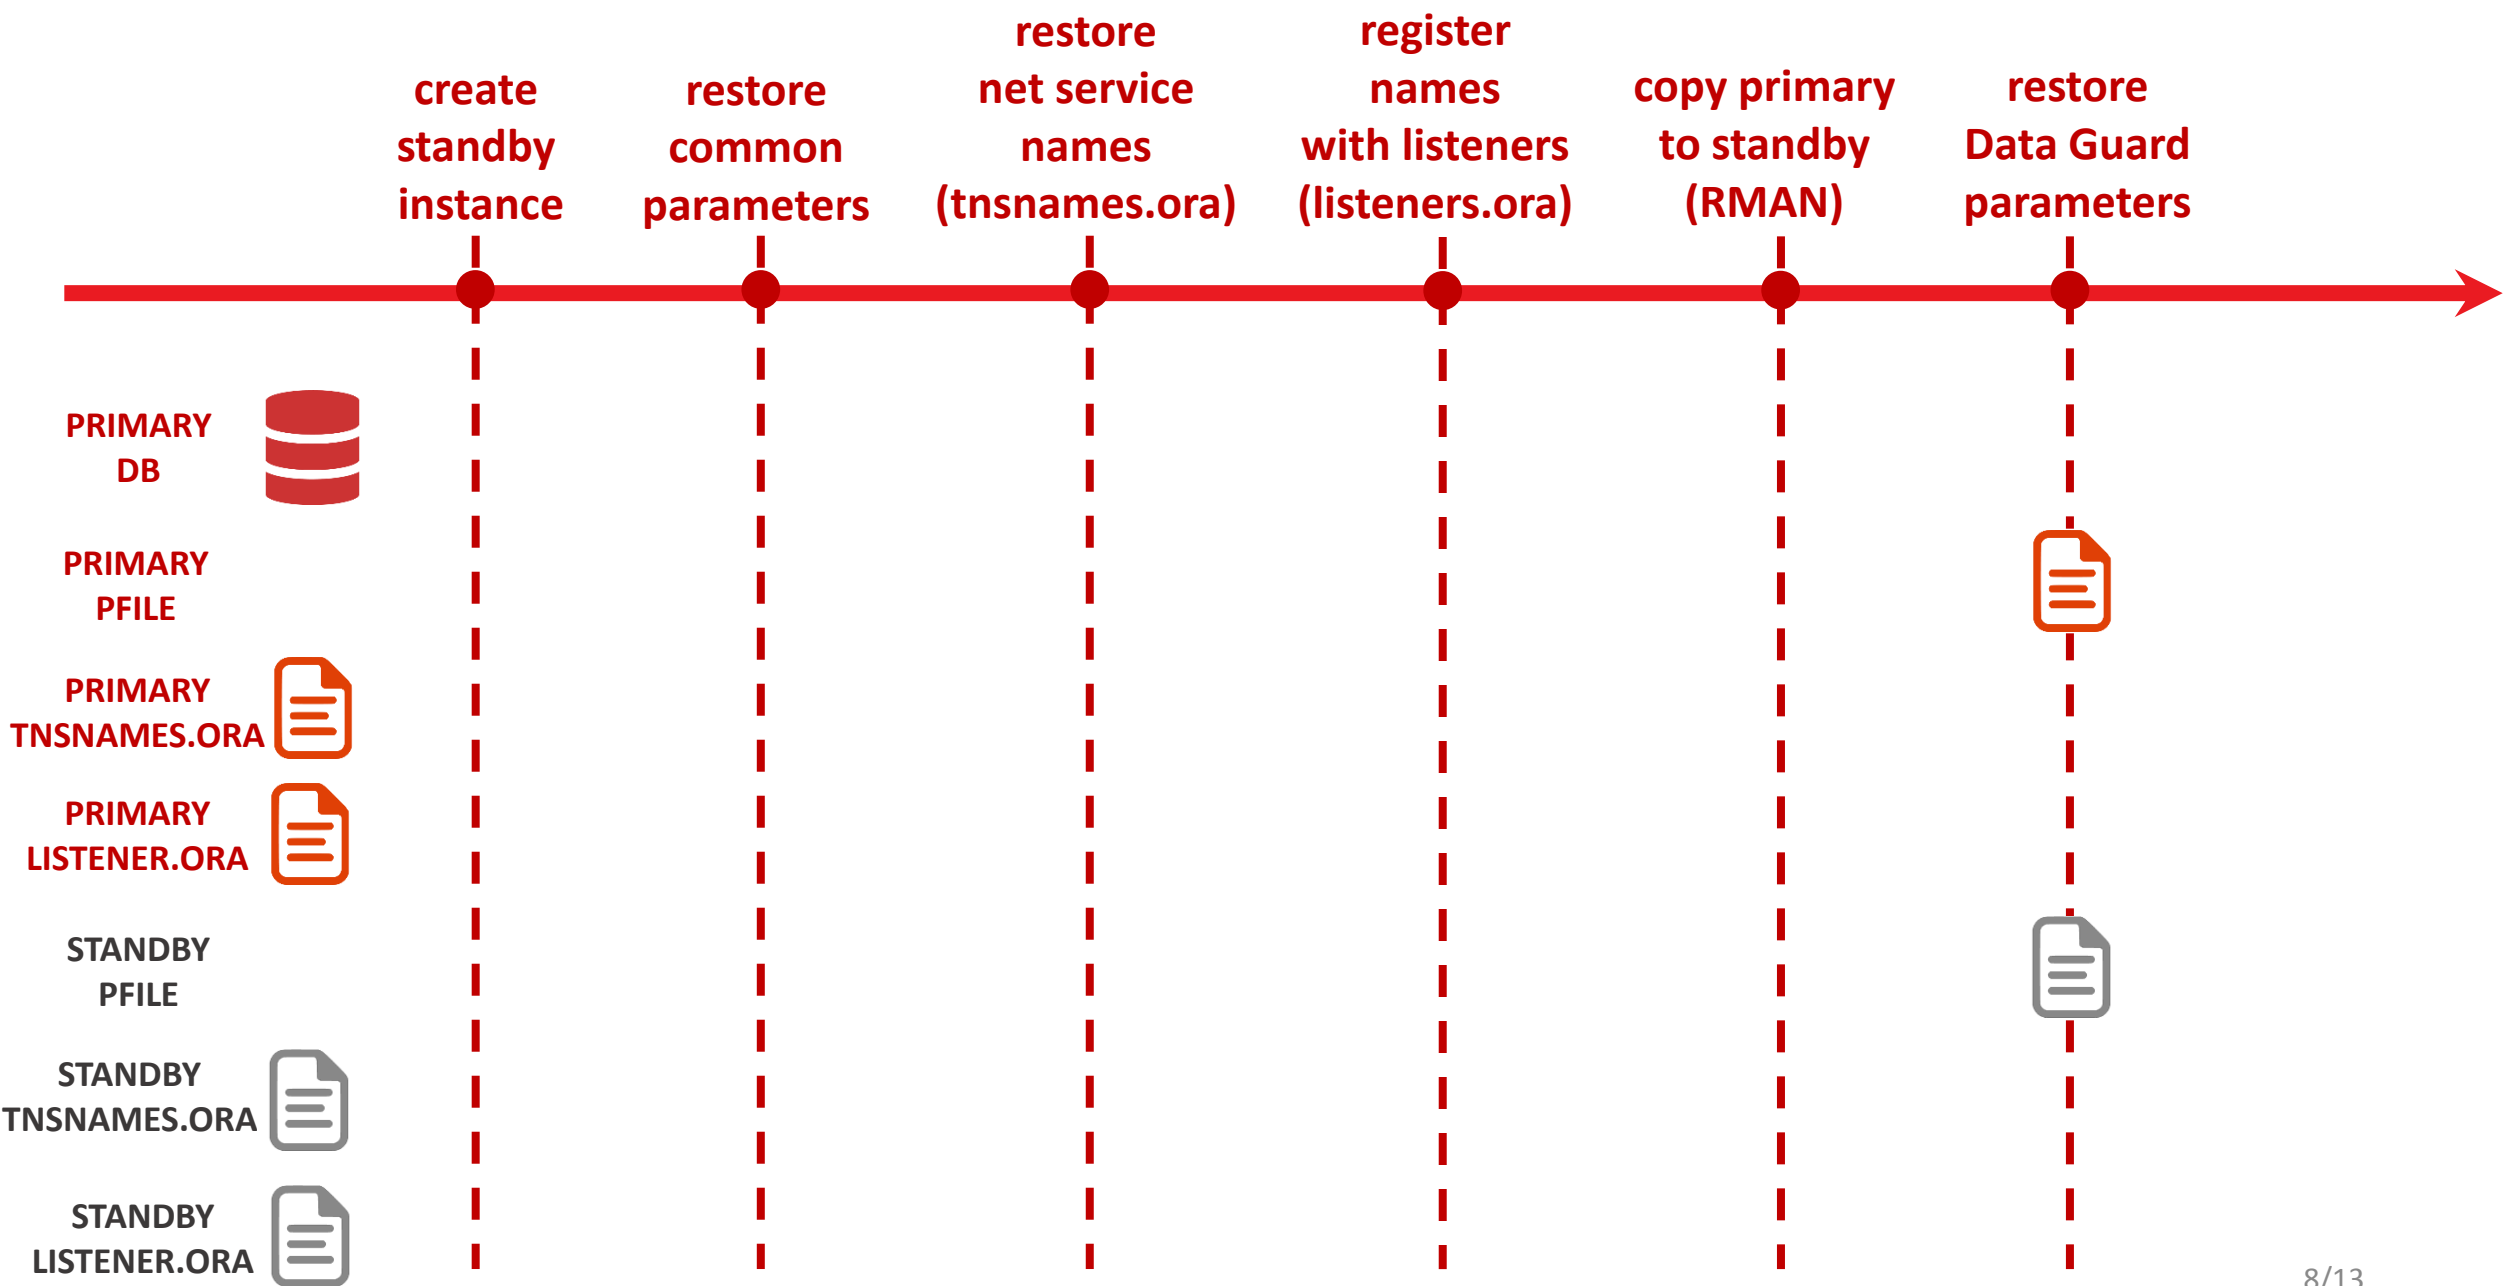 create
standby
instance
restore
common
parameters
restore
net service
names
(tnsnames.ora)
register
names
with listeners
(listeners.ora)
copy primary
to standby
(RMAN)
restore
Data Guard
parameters
PRIMARY
DB
PRIMARY
PFILE
PRIMARY
TNSNAMES.ORA
PRIMARY
LISTENER.ORA
STANDBY
PFILE
STANDBY
TNSNAMES.ORA
STANDBY
LISTENER.ORA
8/13